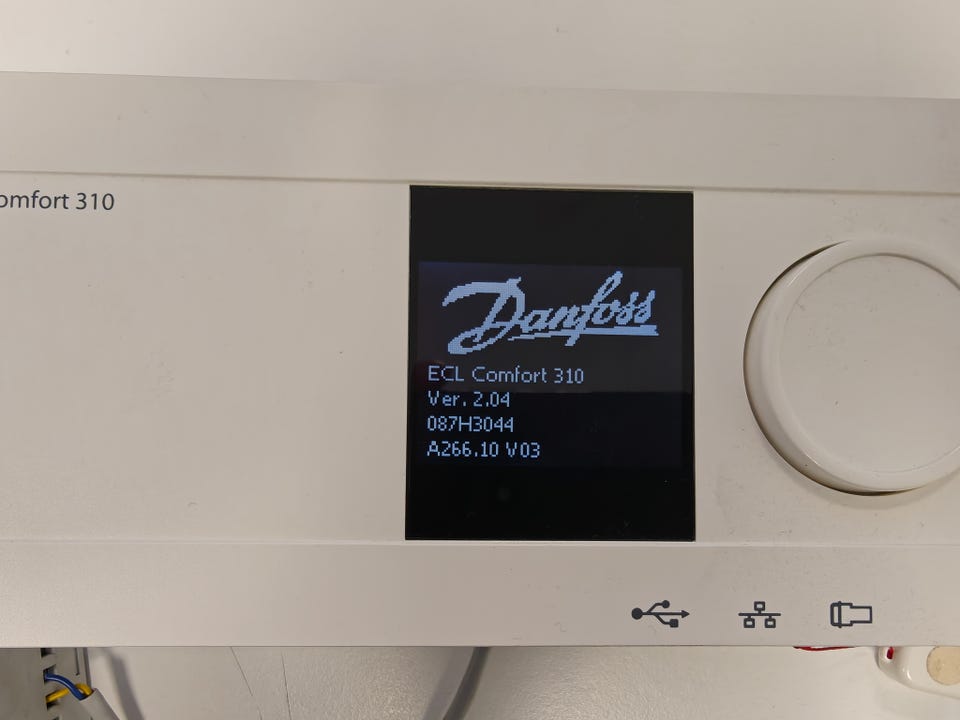 omfort 310
Danfoss
ECL Comfort 310
Ver. 2.04
087H3044
A266.10 V03